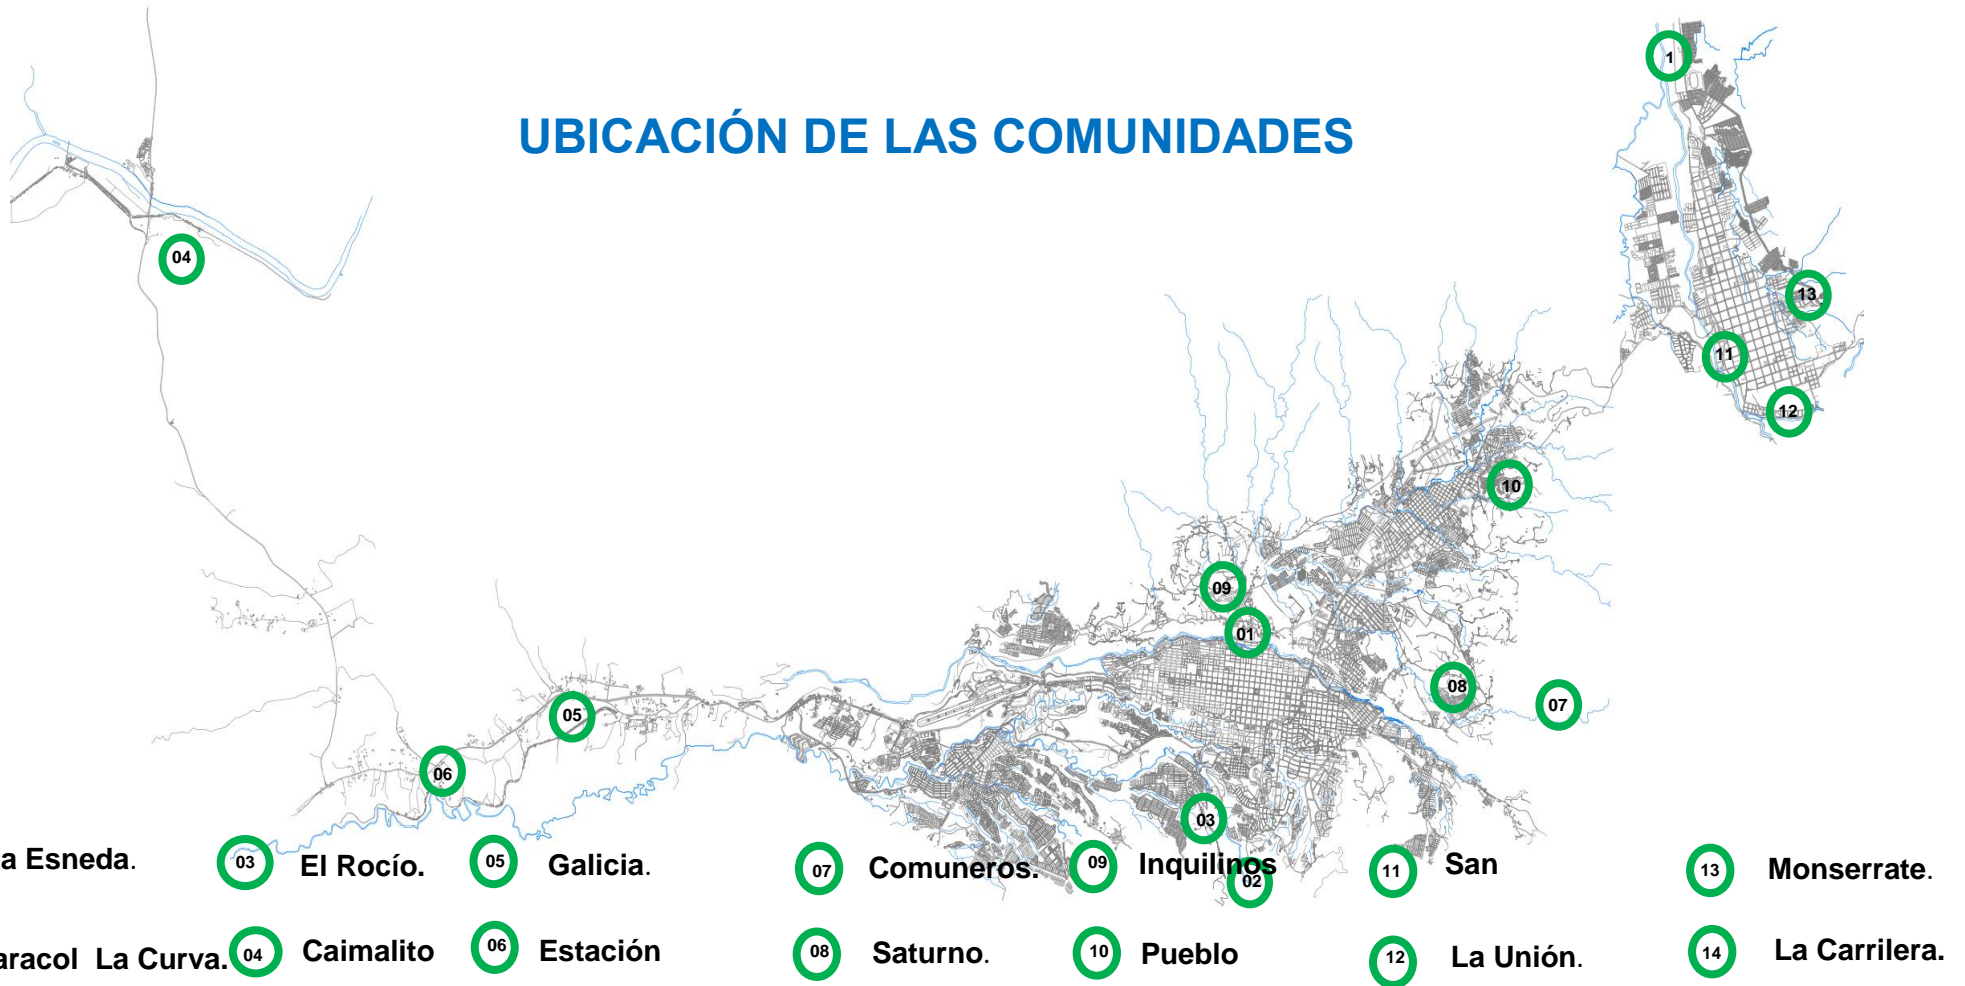 UBICACIÓN DE LAS COMUNIDADES
1
04
13
11
12
10
09
01
08
07
05
06
03
02
a Esneda.
03 El Rocío.
05 Galicia.
07 Comuneros.
09 Inquilinos
11 San
13 Monserrate.
aracol La Curva.
04 Caimalito
06 Estación
08 Saturno.
10 Pueblo
12 La Unión.
14 La Carrilera.